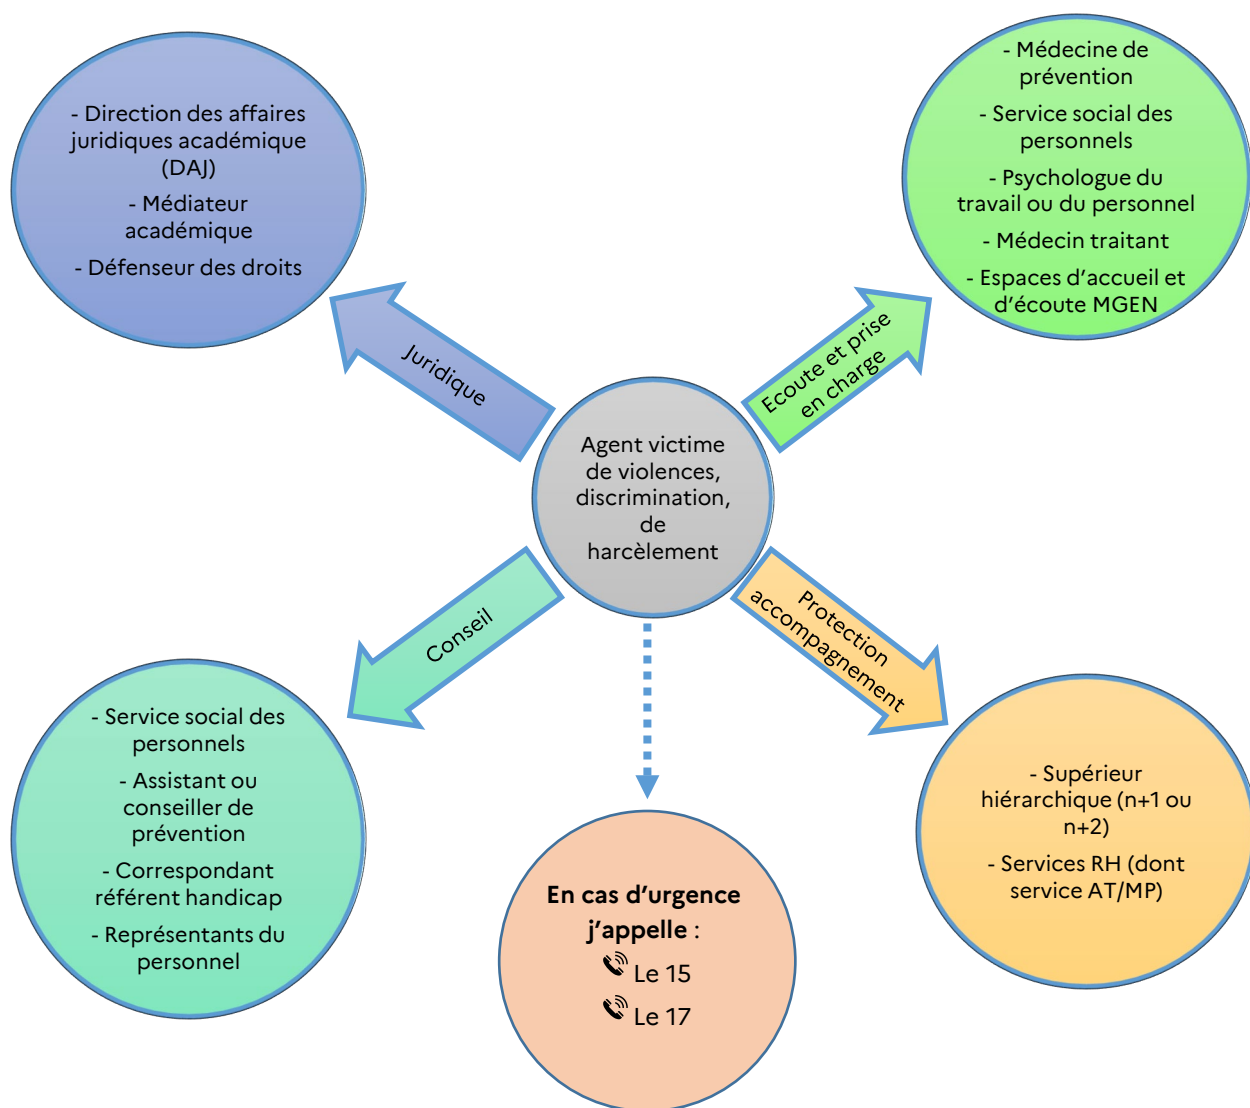 - Direction des affaires
juridiques académique
(DAJ)
- Médiateur
académique
- Défenseur des droits
- Médecine de
prévention
- Service social des
personnels
- Psychologue du
travail ou du personnel
- Médecin traitant
- Espaces d’accueil et
d’écoute MGEN
Juridique
Ecoute et prise
en charge
Agent victime
de violences,
discrimination,
de
harcèlement
Conseil
Protection
accompagnement
- Service social des
personnels
- Assistant ou
conseiller de
prévention
- Correspondant
référent handicap
- Représentants du
personnel
En cas d’urgence
j’appelle :
Le 15
Le 17
- Supérieur
hiérarchique (n+1 ou
n+2)
- Services RH (dont
service AT/MP)